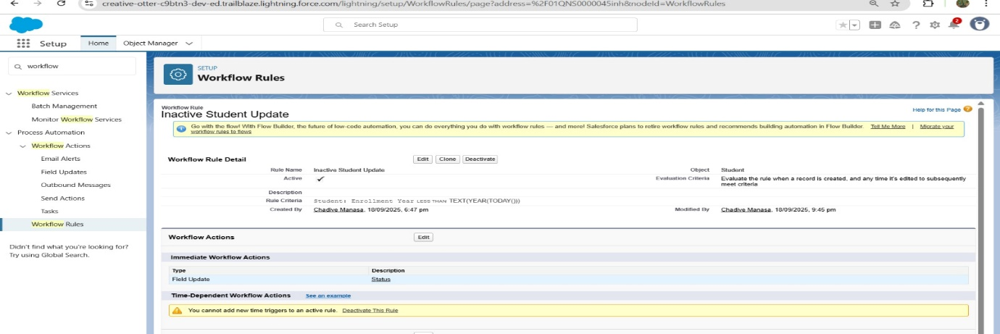 creative-otter-c9btn3-dev-ed.trailblaze.lightning.force.com/lightning/setup/WorkflowRules/page?address=%2F01QNS0000045inh&nodeId=WorkflowRules
Search Setup
2
Setup Home Object Manager
workflow
Workflow Services
Batch Management
Monitor Workflow Services
Process Automation
Workflow Actions
Email Alerts
Field Updates
Outbound Messages
Send Actions
Tasks
Workflow Rules
Didn't find what you're looking for?
Try using Global Search.
SETUP
Workflow Rules
Workflow Rule
Inactive Student Update
Help for this Page
Go with the flow! With Flow Builder, the future of low-code automation, you can do everything you do with workflow rules — and more! Salesforce plans to retire workflow rules and recommends building automation in Flow Builder. Tell Me More | Migrate your
workflow rules to flows
Workflow Rule Detail Edit Clone Deactivate
Rule Name Inactive Student Update Object Student
Active Evaluation Criteria Evaluate the rule when a record is created, and any time it's edited to subsequently
meet criteria
Description
Rule Criteria Student: Enrollment Year LESS THAN TEXT(YEAR(TODAY()))
Created By Chadive Manasa, 18/09/2025, 6:47 pm Modified By Chadive Manasa, 18/09/2025, 9:45 pm
Workflow Actions Edit
Immediate Workflow Actions
Type Description
Field Update Status
Time-Dependent Workflow Actions See an example
You cannot add new time triggers to an active rule. Deactivate This Rule